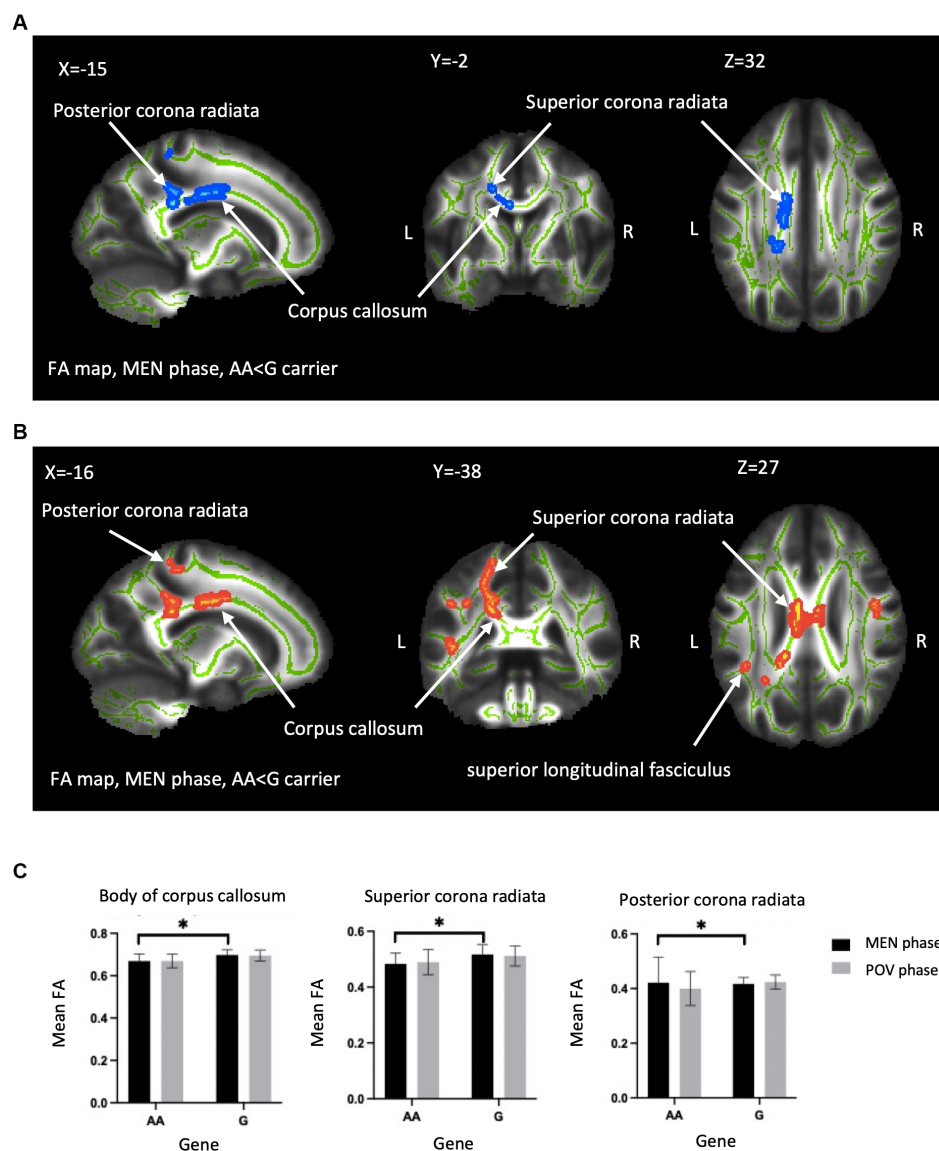 A
X=-15
Y=-2
Z=32
Posterior corona radiata
Superior corona radiata
L
R
L
R
Corpus callosum
FA map, MEN phase, AA<G carrier
B
X=-16
Y=-38
Z=27
Posterior corona radiata
Superior corona radiata
L
R
L
R
Corpus callosum
superior longitudinal fasciculus
FA map, MEN phase, AA<G carrier
C
Body of corpus callosum
Mean FA
0.8
0.6
0.4
0.2
0.0
*
AA
G
Gene
Superior corona radiata
Mean FA
0.6
0.4
0.2
0.0
*
AA
G
Gene
Posterior corona radiata
Mean FA
0.6
0.4
0.2
0.0
*
AA
G
Gene
MEN phase
POV phase